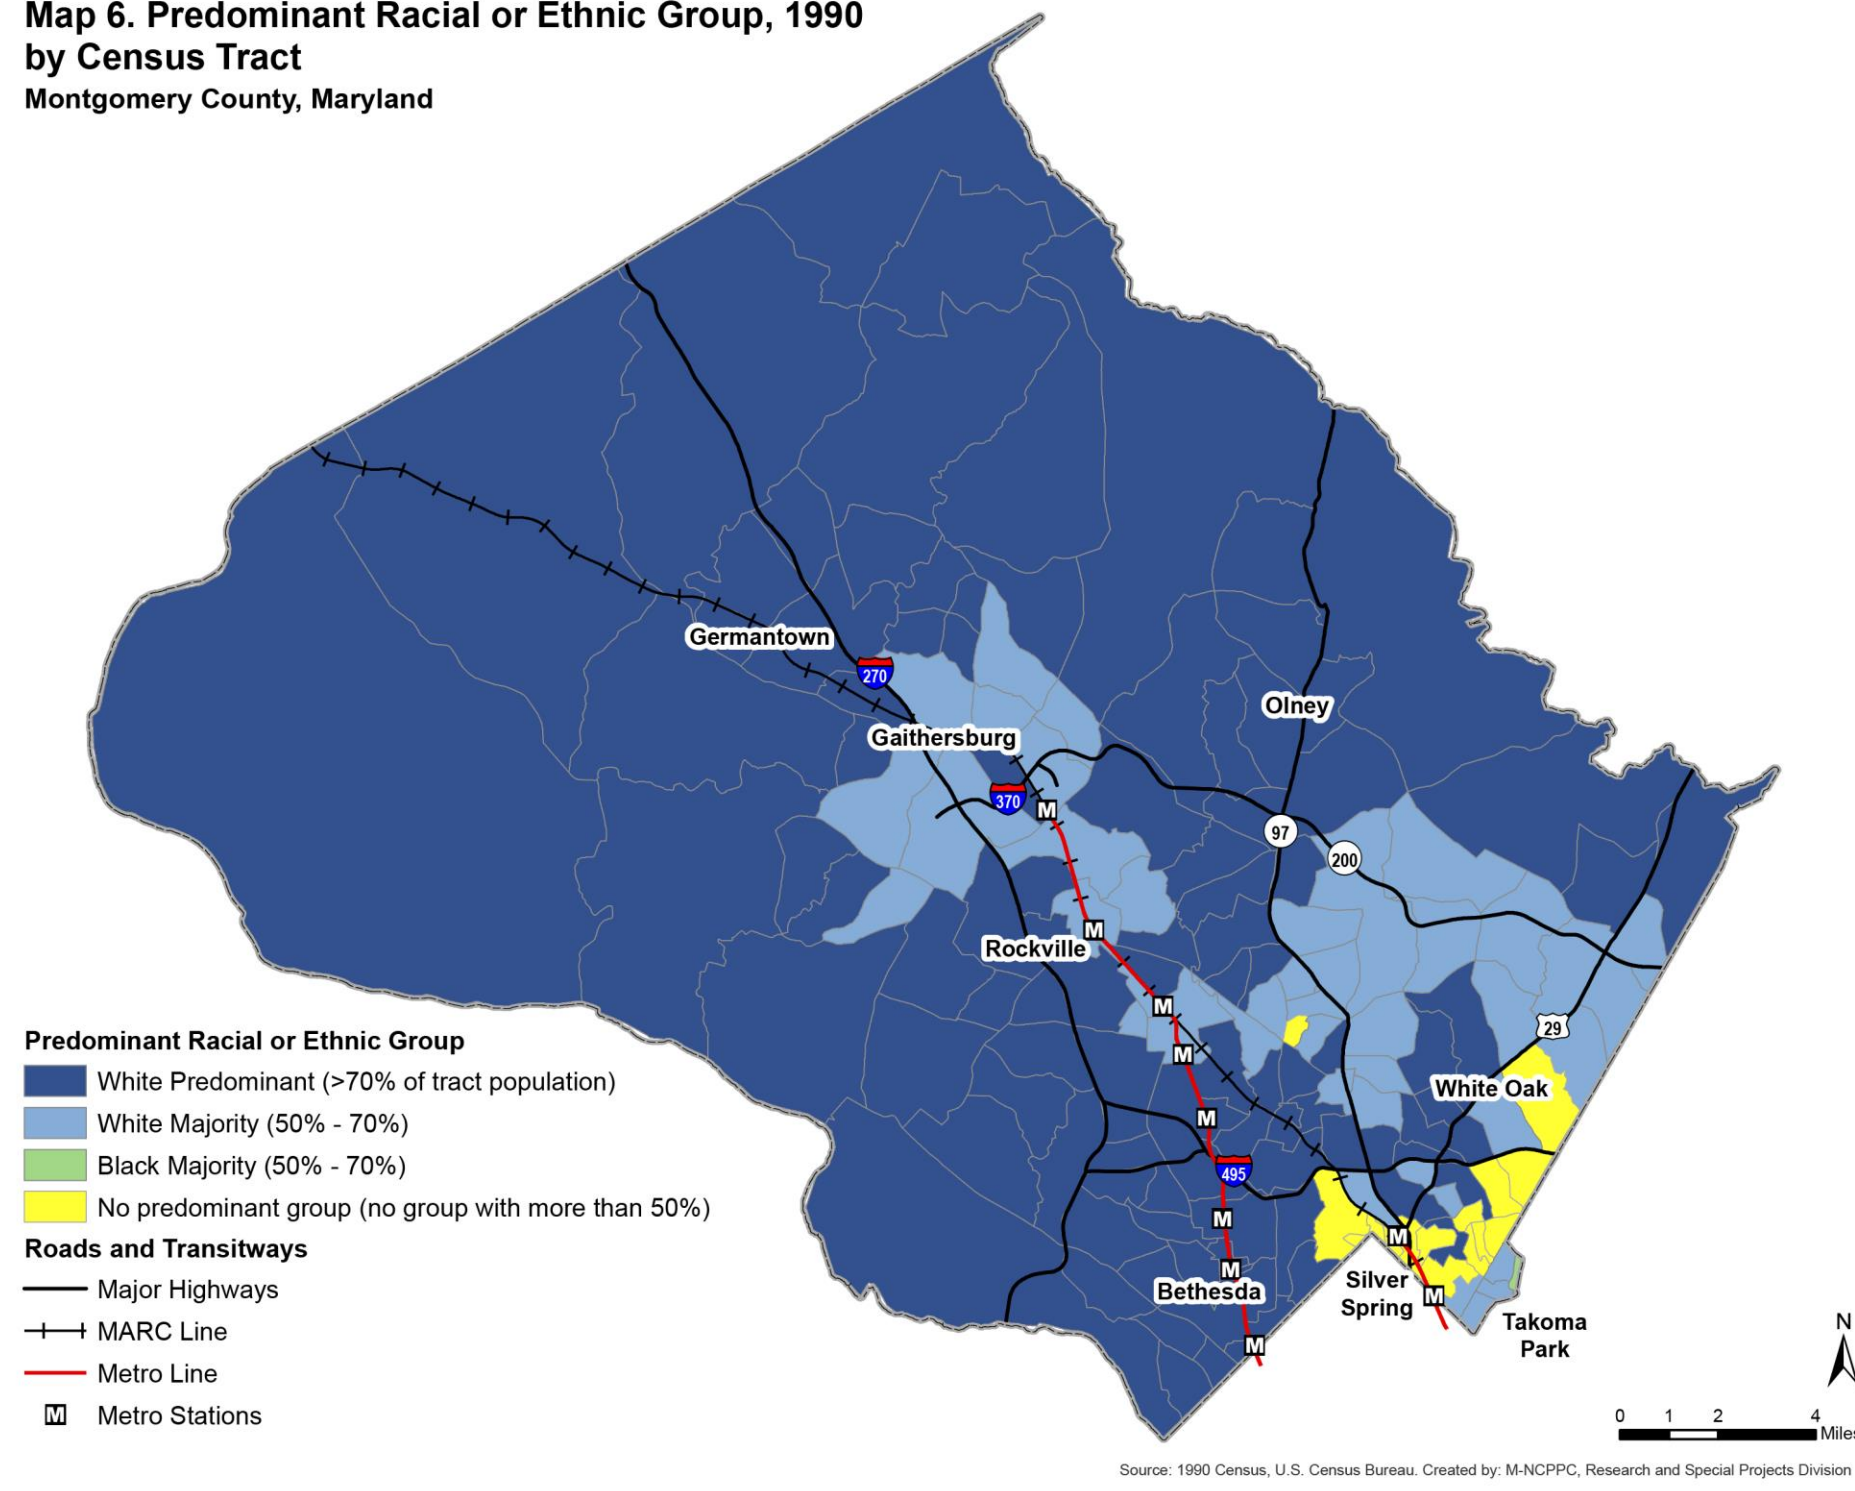 Map 6. Predominant Racial or Ethnic Group, 1990
by Census Tract
Montgomery County, Maryland
Germantown
270
Gaithersburg
Olney
370
M
97
200
M
Rockville
M
29
M
White Oak
M
495
M
M
M
Bethesda
Silver
Spring
M
Takoma
Park
M
Predominant Racial or Ethnic Group
White Predominant (>70% of tract population)
White Majority (50% - 70%)
Black Majority (50% - 70%)
No predominant group (no group with more than 50%)
Roads and Transitways
Major Highways
MARC Line
Metro Line
M Metro Stations
N
0 1 2 4
Miles
Source: 1990 Census, U.S. Census Bureau. Created by: M-NCPPC, Research and Special Projects Division